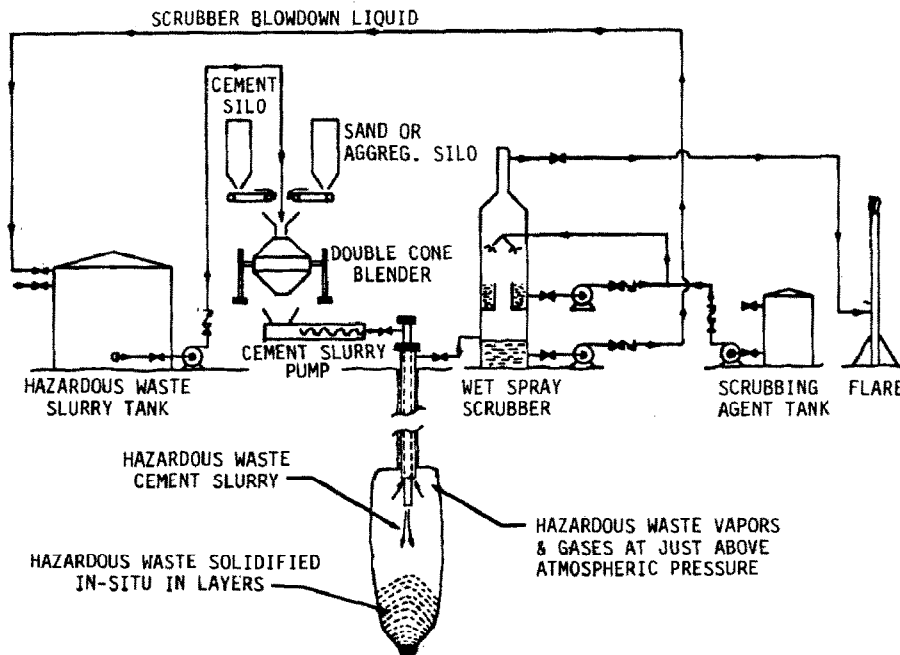 SCRUBBER BLOWDOWN LIQUID
CEMENT
SILO
SAND OR
AGGREG. SILO
DOUBLE CONE
BLENDER
CEMENT SLURRY
PUMP
HAZARDOUS WASTE
SLURRY TANK
WET SPRAY
SCRUBBER
SCRUBBING
AGENT TANK
FLARE
HAZARDOUS WASTE
CEMENT SLURRY
HAZARDOUS WASTE VAPORS
& GASES AT JUST ABOVE
ATMOSPHERIC PRESSURE
HAZARDOUS WASTE SOLIDIFIED
IN-SITU IN LAYERS